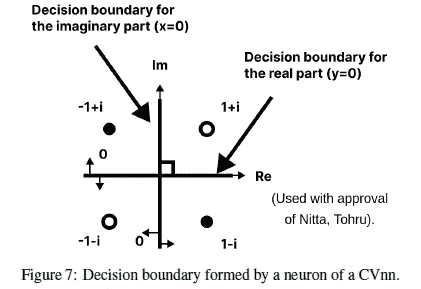 Decision boundary for
the imaginary part (x=0)
Decision boundary for
the real part (y=0)
Im
-1+i
1+i
0
Re
(Used with approval
of Nitta, Tohru).
-1-i
0
1-i
Figure 7: Decision boundary formed by a neuron of a CVnn.